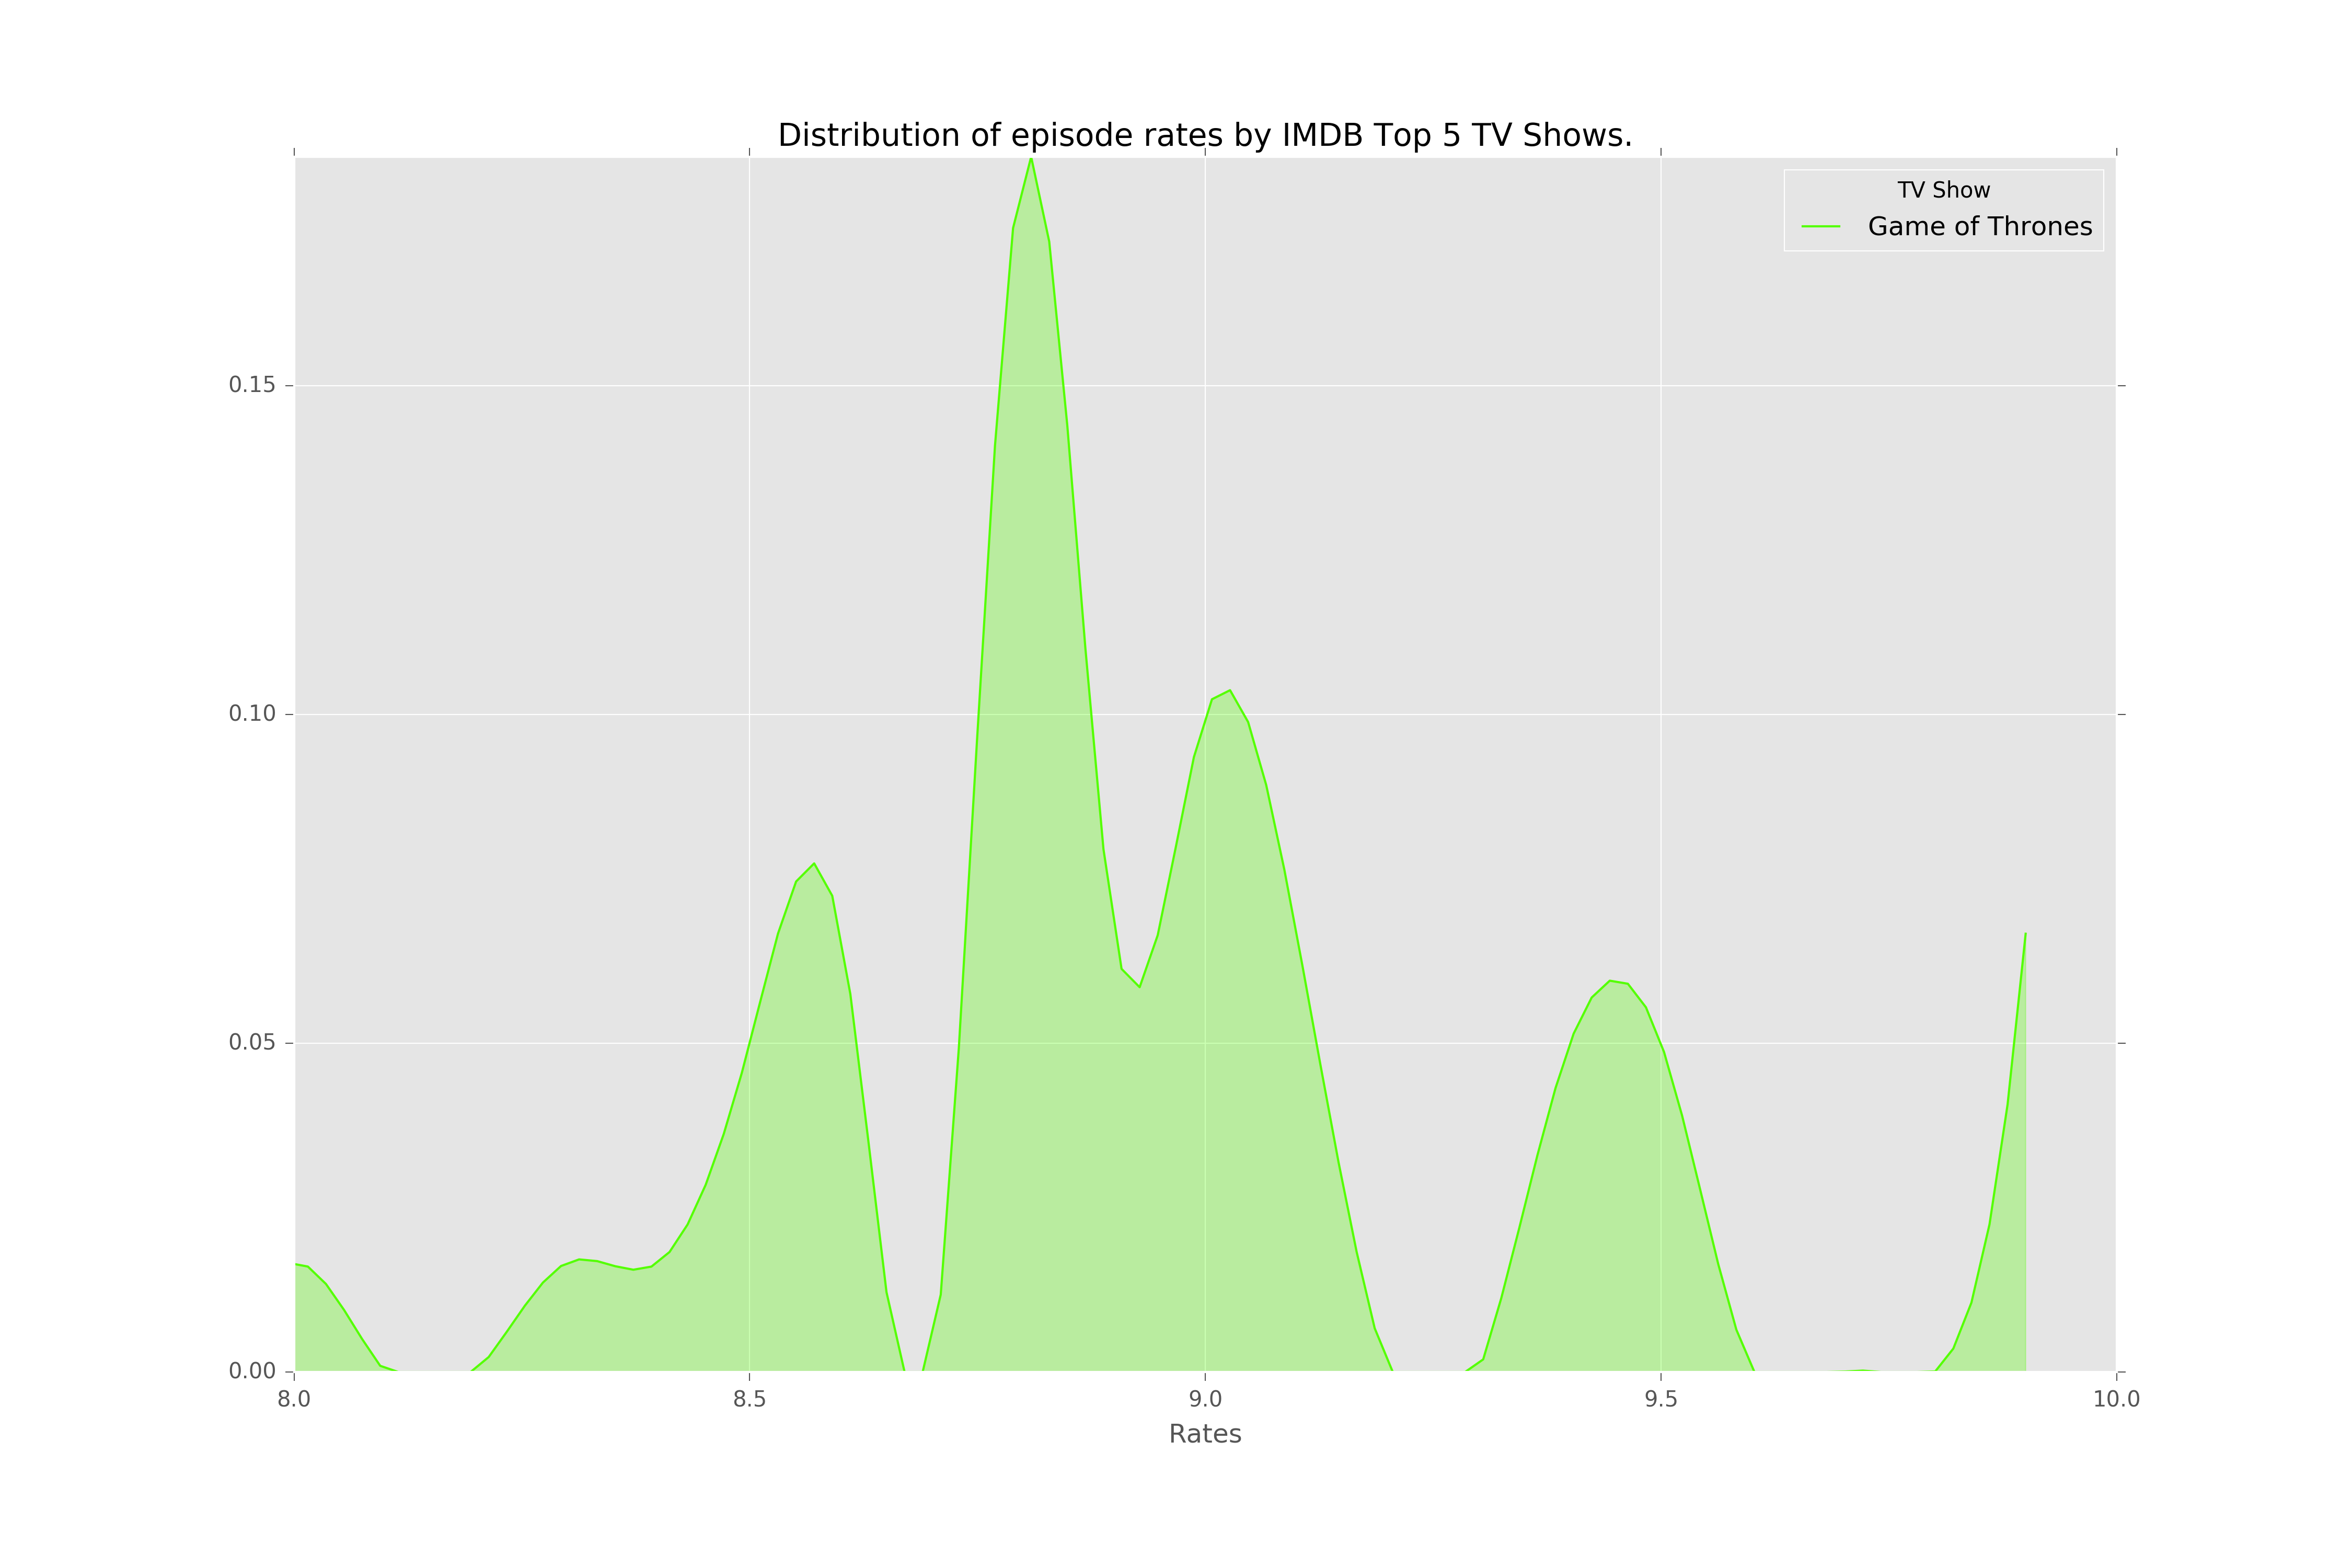 Distribution of episode rates by IMDB Top 5 TV Shows.
TV Show
Game of Thrones
0.15
0.10
0.05
0.00
8.0 8.5 9.0 9.5 10.0
Rates